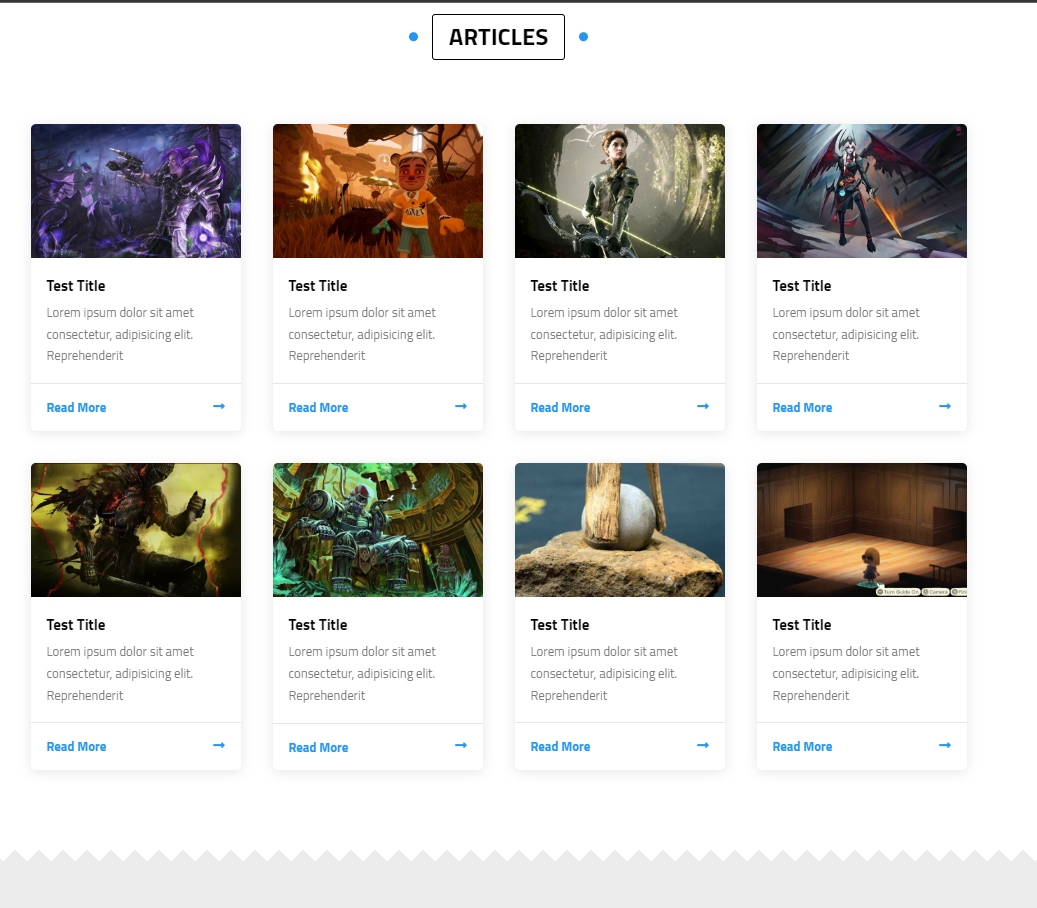 ARTICLES
Test Title
Lorem ipsum dolor sit amet
consectetur, adipisicing elit.
Reprehenderit
Read More
Test Title
Lorem ipsum dolor sit amet
consectetur, adipisicing elit.
Reprehenderit
Read More
Test Title
Lorem ipsum dolor sit amet
consectetur, adipisicing elit.
Reprehenderit
Read More
Test Title
Lorem ipsum dolor sit amet
consectetur, adipisicing elit.
Reprehenderit
Read More
Turn Guide On Camera
Test Title
Lorem ipsum dolor sit amet
consectetur, adipisicing elit.
Reprehenderit
Read More
Test Title
Lorem ipsum dolor sit amet
consectetur, adipisicing elit.
Reprehenderit
Read More
Test Title
Lorem ipsum dolor sit amet
consectetur, adipisicing elit.
Reprehenderit
Read More
Test Title
Lorem ipsum dolor sit amet
consectetur, adipisicing elit.
Reprehenderit
Read More